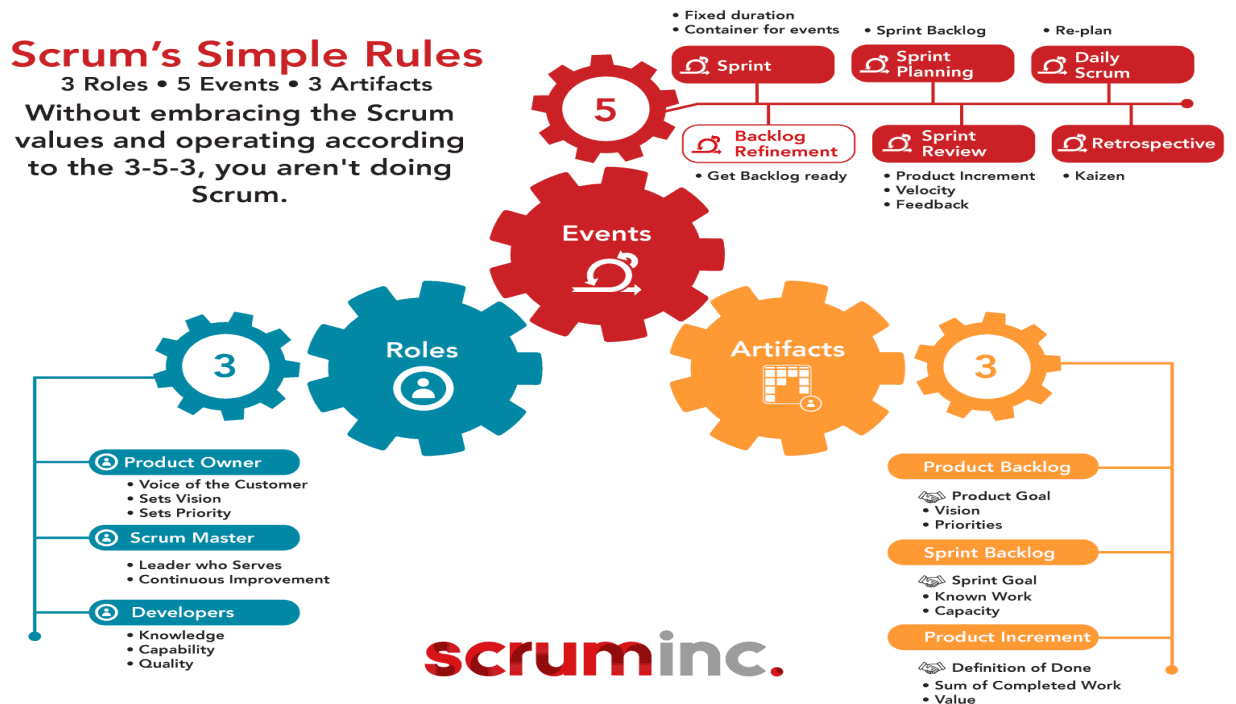 Scrum's Simple Rules
3 Roles • 5 Events • 3 Artifacts
Without embracing the Scrum
values and operating according
to the 3-5-3, you aren't doing
Scrum.
5
• Fixed duration
• Container for events
Sprint
• Sprint Backlog
Sprint
Planning
• Re-plan
Daily
Scrum
Backlog
Refinement
• Get Backlog ready
Sprint
Review
• Product Increment
• Velocity
• Feedback
Retrospective
• Kaizen
Events
Roles
3
Product Owner
• Voice of the Customer
• Sets Vision
• Sets Priority
Scrum Master
• Leader who Serves
• Continuous Improvement
Developers
• Knowledge
• Capability
• Quality
Artifacts
3
Product Backlog
Product Goal
• Vision
• Priorities
Sprint Backlog
Sprint Goal
• Known Work
• Capacity
Product Increment
Definition of Done
• Sum of Completed Work
• Value
scruminc.